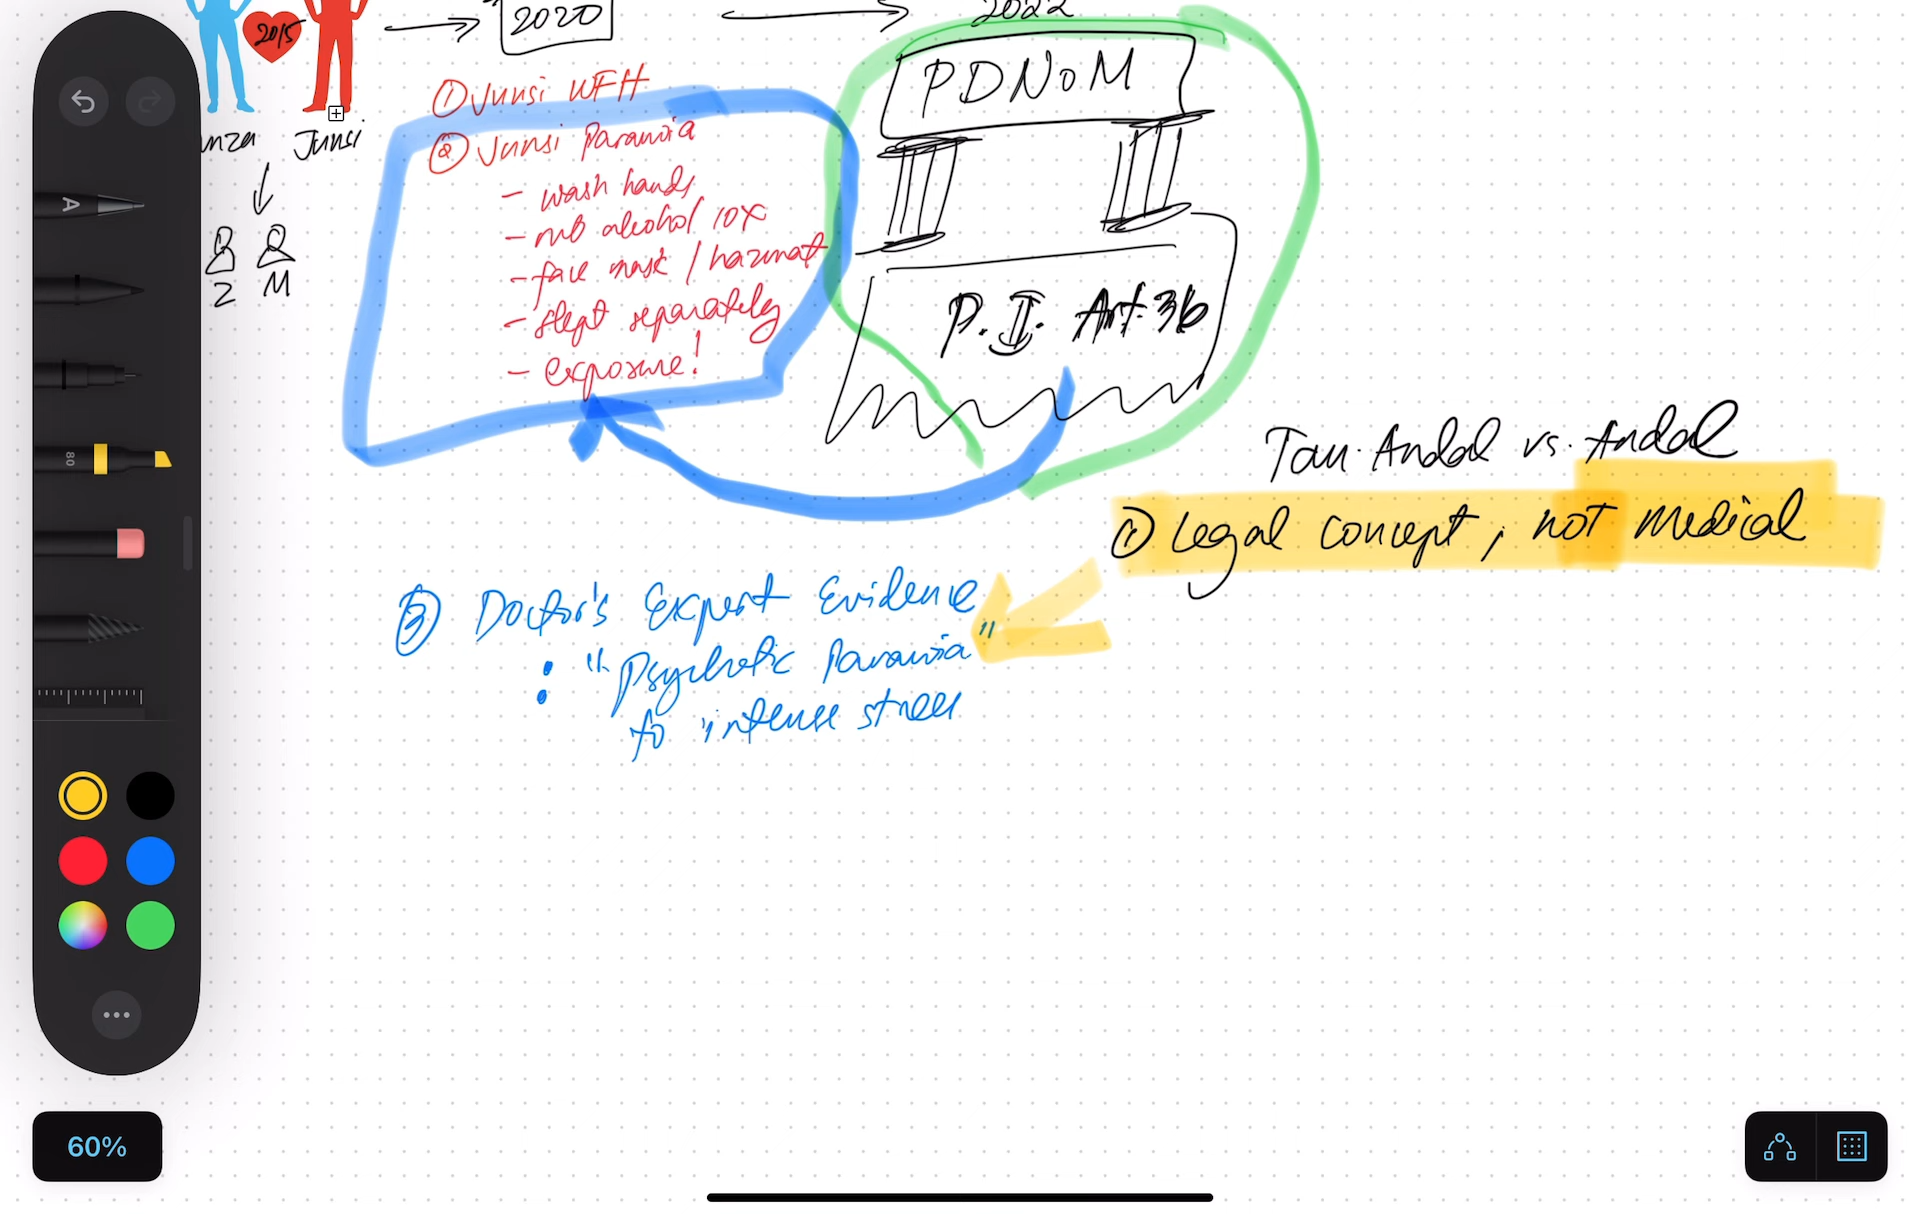 2015
2020
2022
Junsi
Z M
① Junsi WFH
② Junsi Paranoia
- wash hands
- rub alcohol 10x
- face mask / hazmat
- slept separately
- exposure!
PDNoM
P.I. Art. 36
Tan-Andal vs. Andal
① Legal concept, not Medical
③ Doctor's Expert Evidence
: "Psychotic Paranoia"
to intense stress
A
80
60%